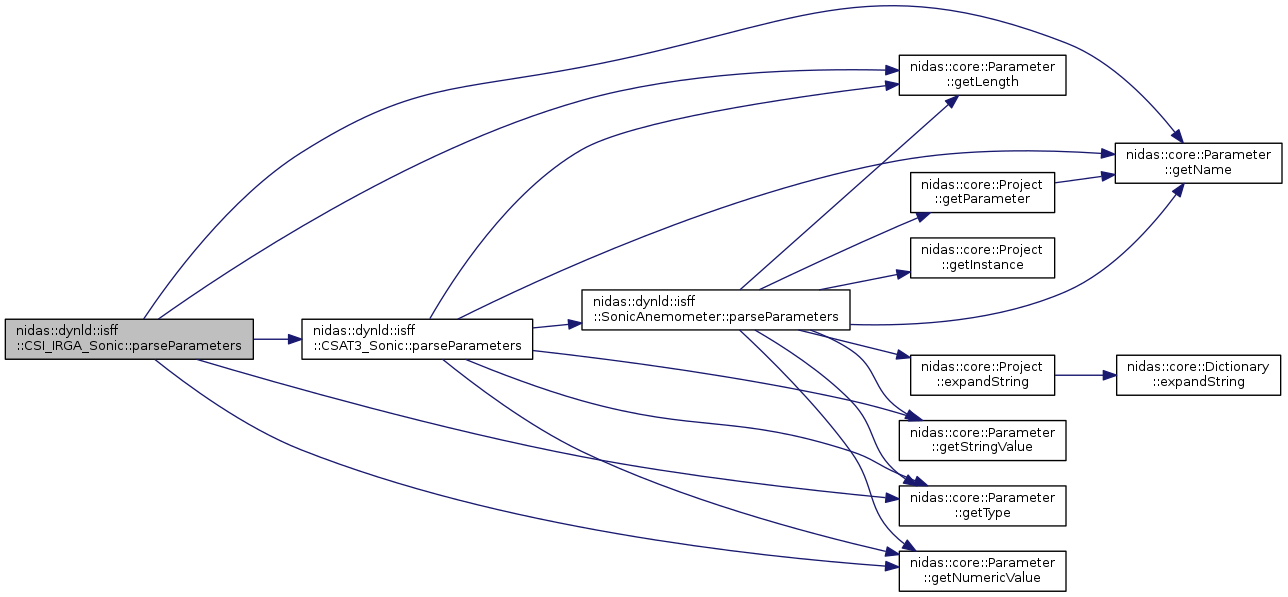 nidas::dynld::isff
::CSI_IRGA_Sonic::parseParameters
nidas::dynld::isff
::CSAT3_Sonic::parseParameters
nidas::dynld::isff
::SonicAnemometer::parseParameters
nidas::core::Parameter
::getLength
nidas::core::Parameter
::getName
nidas::core::Project
::getParameter
nidas::core::Project
::getInstance
nidas::core::Project
::expandString
nidas::core::Dictionary
::expandString
nidas::core::Parameter
::getStringValue
nidas::core::Parameter
::getType
nidas::core::Parameter
::getNumericValue